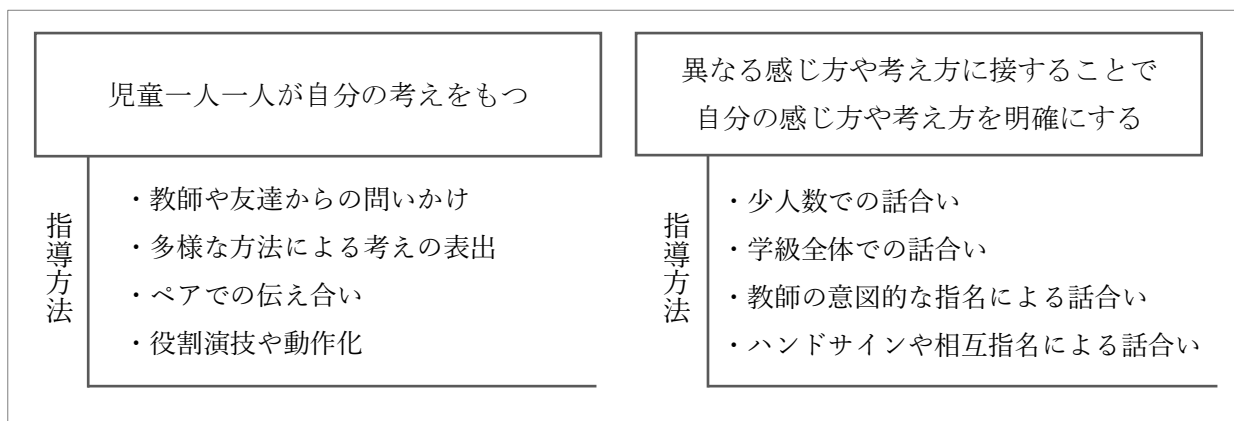 児童一人一人が自分の考えをもつ
指導方法
・教師や友達からの問いかけ
・多様な方法による考えの表出
・ペアでの伝え合い
・役割演技や動作化
異なる感じ方や考え方に接することで
自分の感じ方や考え方を明確にする
指導方法
・少人数での話合い
・学級全体での話合い
・教師の意図的な指名による話合い
・ハンドサインや相互指名による話合い